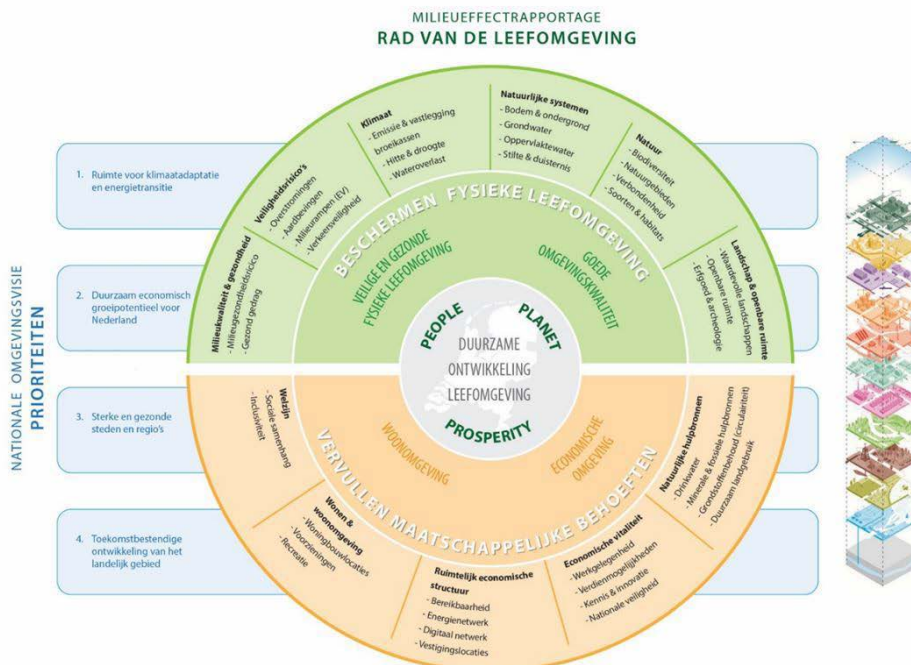 MILIEUEFFECTRAPPORTAGE
RAD VAN DE LEEFOMGEVING
NATIONALE OMGEVINGSVISIE
PRIORITEITEN
1. Ruimte voor klimaatadaptatie
en energietransitie
2. Duurzaam economisch
groeipotentieel voor
Nederland
3. Sterke en gezonde
steden en regio's
4. Toekomstbestendige
ontwikkeling van het
landelijk gebied
BESCHERMEN FYSIEKE LEEFOMGEVING
VEILIGE EN GEZONDE
FYSIEKE LEEFOMGEVING
GOEDE
OMGEVINGSKWALITEIT
Milieukwaliteit & gezondheid
- Milieugezondheidsricico
- Gezond gedrag
Veiligheidsrisico's
- Overstromingen
- Aardbevingen
- Milieurampen (EV)
- Verkeersveiligheid
Klimaat
- Emissie & vastlegging
broeikassen
- Hitte & droogte
- Wateroverlast
Natuurlijke systemen
- Bodem & ondergrond
- Grondwater
- Oppervlaktewater
- Stilte & duisternis
Natuur
- Biodiversiteit
- Natuurgebieden
- Verbondenheid
- Soorten & habitats
Landschap & openbare ruimte
- Waardevolle landschappen
- Openbare ruimte
- Erfgoed & archeologie
PEOPLE
PLANET
DUURZAME
ONTWIKKELING
LEEFOMGEVING
PROSPERITY
WOONOMGEVING
ECONOMISCHE
OMGEVING
VERVULLEN MAATSCHAPPELIJKE BEHOEFTEN
Welzijn
- Sociale samenhang
- Inclusiviteit
Wonen &
woonomgeving
- Woningbouwlocaties
- Voorzieningen
- Recreatie
Ruimtelijk economische
structuur
- Bereikbaarheid
- Energienetwerk
- Digitaal netwerk
- Vestigingslocaties
Economische vitaliteit
- Werkgelegenheid
- Verdienmogelijkheden
- Kennis & innovatie
- Nationale veiligheid
Natuurlijke hulpbronnen
- Drinkwater
- Minerale & fossiele hulpbronnen
- Grondstoffenbehoud (circulairiteit)
- Duurzaam landgebruik